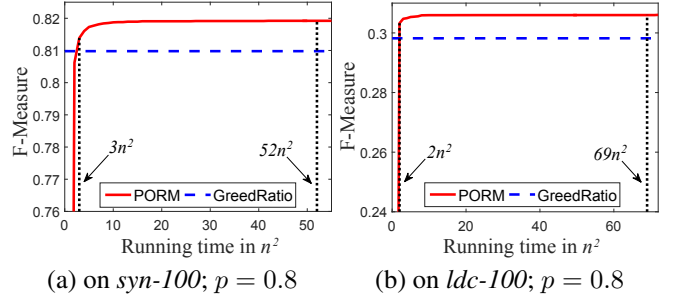 0.82
0.81
0.8
0.79
0.78
0.77
0.76
F-Measure
3n²
52n²
PORM
GreedRatio
0 10 20 30 40 50
Running time in n²
(a) on syn-100; p = 0.8
0.3
0.28
0.26
0.24
F-Measure
2n²
69n²
PORM
GreedRatio
0 20 40 60
Running time in n²
(b) on ldc-100; p = 0.8